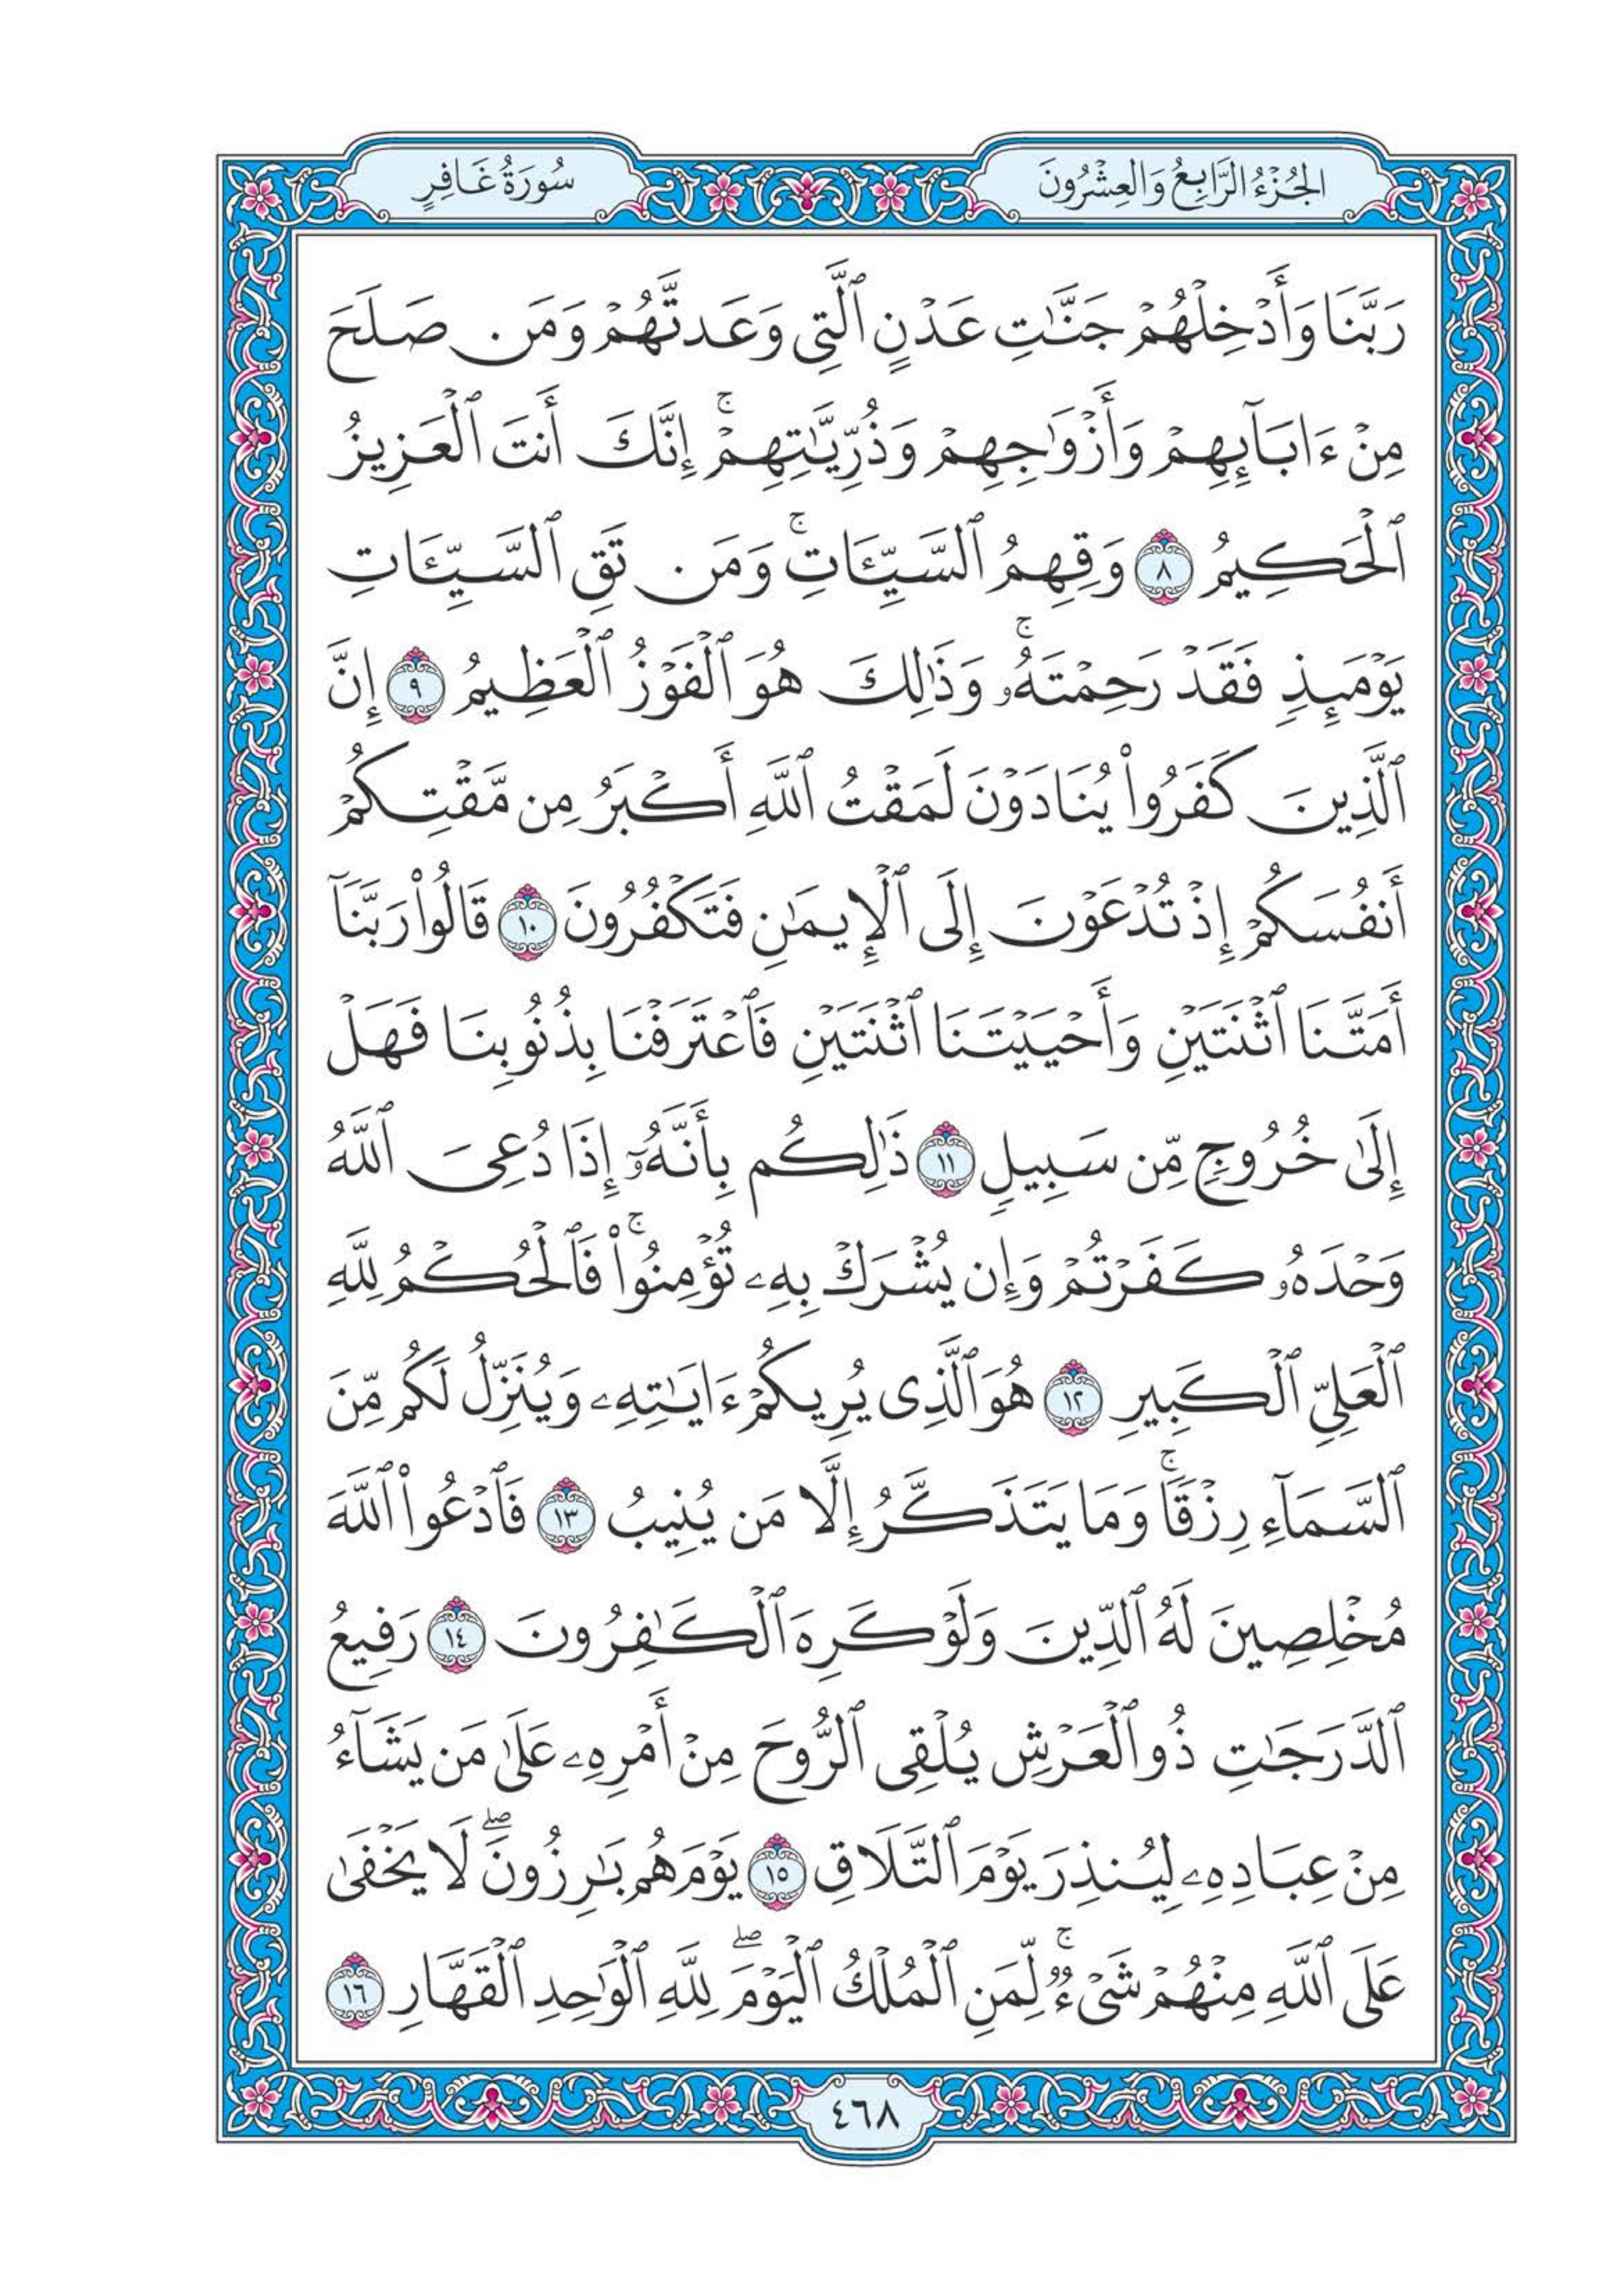 الجُزْءُ الرَّابِعُ وَالعِشْرُونَ
سُورَةُ غَافِرٍ
رَبَّنَا وَأَدْخِلْهُمْ جَنَّٰتِ عَدْنٍ ٱلَّتِى وَعَدتَّهُمْ وَمَن صَلَحَ
مِنْ ءَابَآئِهِمْ وَأَزْوَٰجِهِمْ وَذُرِّيَّٰتِهِمْ ۚ إِنَّكَ أَنتَ ٱلْعَزِيزُ
ٱلْحَكِيمُ ٨ وَقِهِمُ ٱلسَّيِّـَٔاتِ ۚ وَمَن تَقِ ٱلسَّيِّـَٔاتِ
يَوْمَئِذٍ فَقَدْ رَحِمْتَهُۥ ۚ وَذَٰلِكَ هُوَ ٱلْفَوْزُ ٱلْعَظِيمُ ٩ إِنَّ
ٱلَّذِينَ كَفَرُوا۟ يُنَادَوْنَ لَمَقْتُ ٱللَّهِ أَكْبَرُ مِن مَّقْتِكُمْ
أَنفُسَكُمْ إِذْ تُدْعَوْنَ إِلَى ٱلْإِيمَٰنِ فَتَكْفُرُونَ ١٠ قَالُوا۟ رَبَّنَآ
أَمَتَّنَا ٱثْنَتَيْنِ وَأَحْيَيْتَنَا ٱثْنَتَيْنِ فَٱعْتَرَفْنَا بِذُنُوبِنَا فَهَلْ
إِلَىٰ خُرُوجٍ مِّن سَبِيلٍ ١١ ذَٰلِكُم بِأَنَّهُۥٓ إِذَا دُعِىَ ٱللَّهُ
وَحْدَهُۥ كَفَرْتُمْ وَإِن يُشْرَكْ بِهِۦ تُؤْمِنُوا۟ ۚ فَٱلْحُكْمُ لِلَّهِ
ٱلْعَلِىِّ ٱلْكَبِيرِ ١٢ هُوَ ٱلَّذِى يُرِيكُمْ ءَايَٰتِهِۦ وَيُنَزِّلُ لَكُم مِّنَ
ٱلسَّمَآءِ رِزْقًا ۚ وَمَا يَتَذَكَّرُ إِلَّا مَن يُنِيبُ ١٣ فَٱدْعُوا۟ ٱللَّهَ
مُخْلِصِينَ لَهُ ٱلدِّينَ وَلَوْ كَرِهَ ٱلْكَٰفِرُونَ ١٤ رَفِيعُ
ٱلدَّرَجَٰتِ ذُو ٱلْعَرْشِ يُلْقِى ٱلرُّوحَ مِنْ أَمْرِهِۦ عَلَىٰ مَن يَشَآءُ
مِنْ عِبَادِهِۦ لِيُنذِرَ يَوْمَ ٱلتَّلَاقِ ١٥ يَوْمَ هُم بَٰرِزُونَ ۖ لَا يَخْفَىٰ
عَلَى ٱللَّهِ مِنْهُمْ شَىْءٌ ۚ لِّمَنِ ٱلْمُلْكُ ٱلْيَوْمَ ۖ لِلَّهِ ٱلْوَٰحِدِ ٱلْقَهَّارِ ١٦
٤٦٨